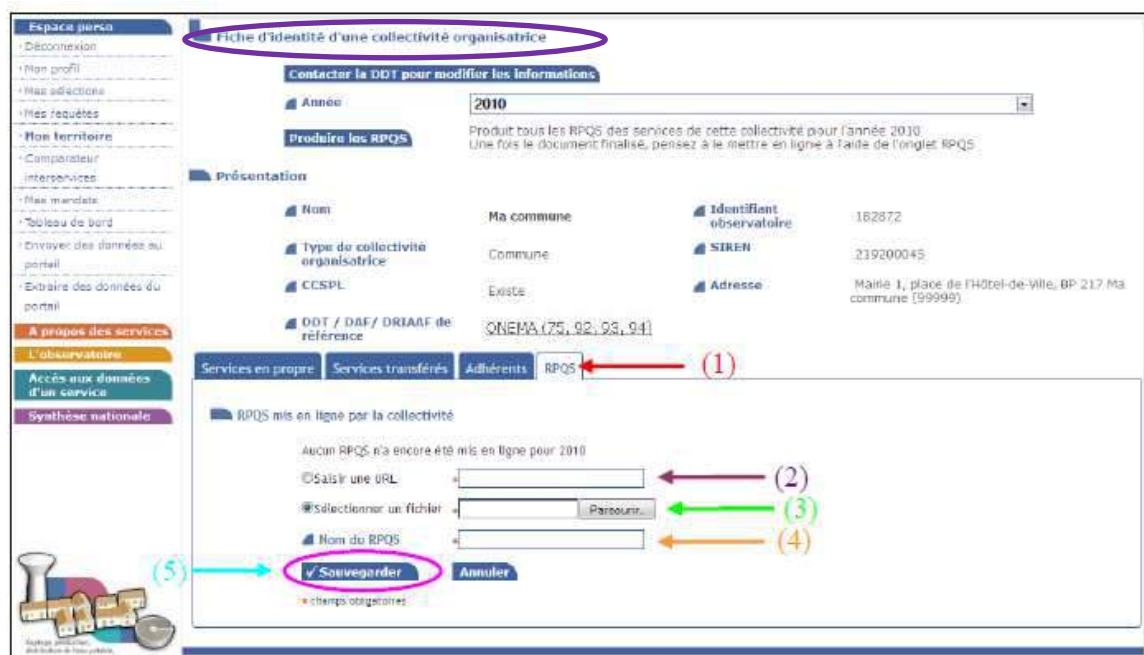 Espace perso
Déconnexion
Mon profil
Mes sélections
Mes requêtes
Mon territoire
Comparateur
interservices
Mes mandats
Tableau de bord
Envoyer des données au
portail
Extraire des données du
portail
A propos des services
L'observatoire
Accès aux données
d'un service
Synthèse nationale
Fiche d'identité d'une collectivité organisatrice
Contacter la DDT pour modifier les informations
Année 2010
Produire les RPQS
Produit tous les RPQS des services de cette collectivité pour l'année 2010
Une fois le document finalisé, pensez à le mettre en ligne à l'aide de l'onglet RPQS
Présentation
Nom Ma commune Identifiant
observatoire 182872
Type de collectivité
organisatrice Commune SIREN 219200045
CCSPL Existe Adresse Mairie 1, place de l'Hôtel-de-Ville, BP 217 Ma
commune (99999)
DDT / DAF/ DRIAAF de
référence ONEMA (75, 92, 93, 94)
Services en propre Services transférés Adhérents RPQS (1)
RPQS mis en ligne par la collectivité
Aucun RPQS n'a encore été mis en ligne pour 2010
Saisir une URL * (2)
Sélectionner un fichier * Parcourir... (3)
Nom du RPQS * (4)
(5) Sauvegarder Annuler
* champs obligatoires